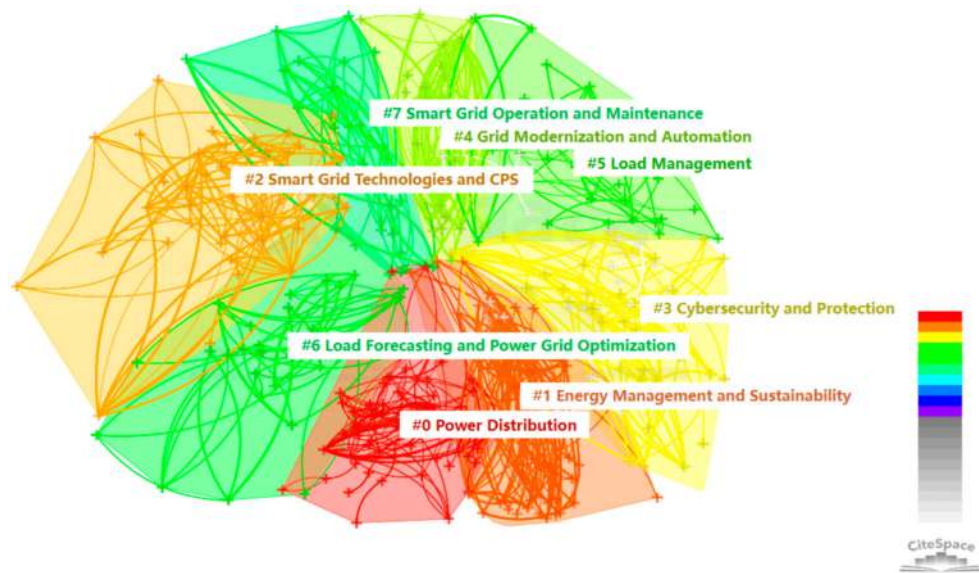 #7 Smart Grid Operation and Maintenance
#4 Grid Modernization and Automation
#5 Load Management
#2 Smart Grid Technologies and CPS
#3 Cybersecurity and Protection
#6 Load Forecasting and Power Grid Optimization
#1 Energy Management and Sustainability
#0 Power Distribution
CiteSpace